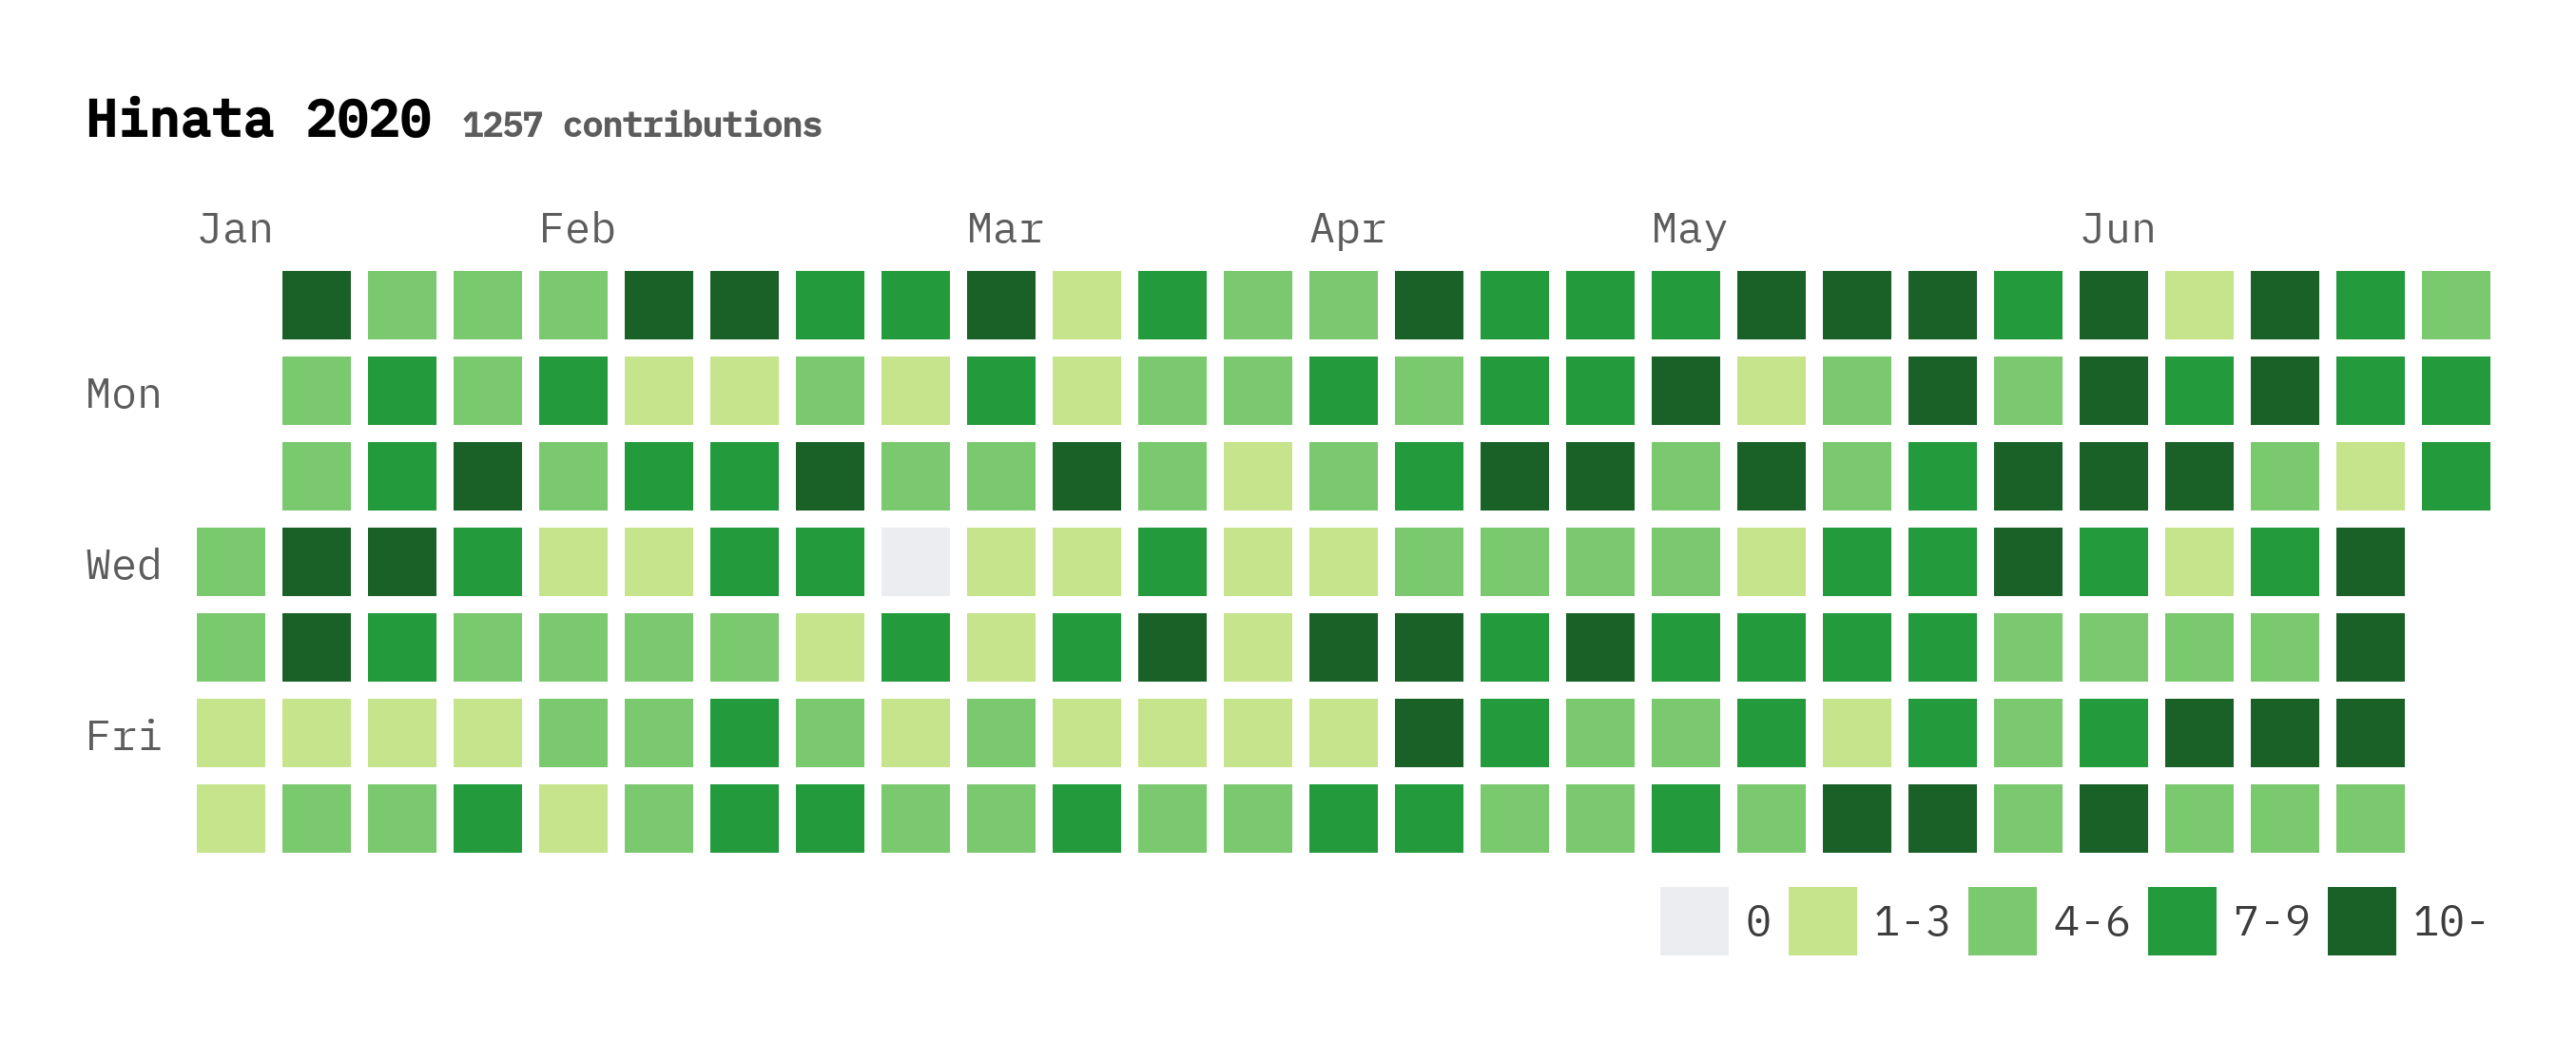 Hinata 2020 1257 contributions
Jan Feb Mar Apr May Jun
Mon
Wed
Fri
0 1-3 4-6 7-9 10-